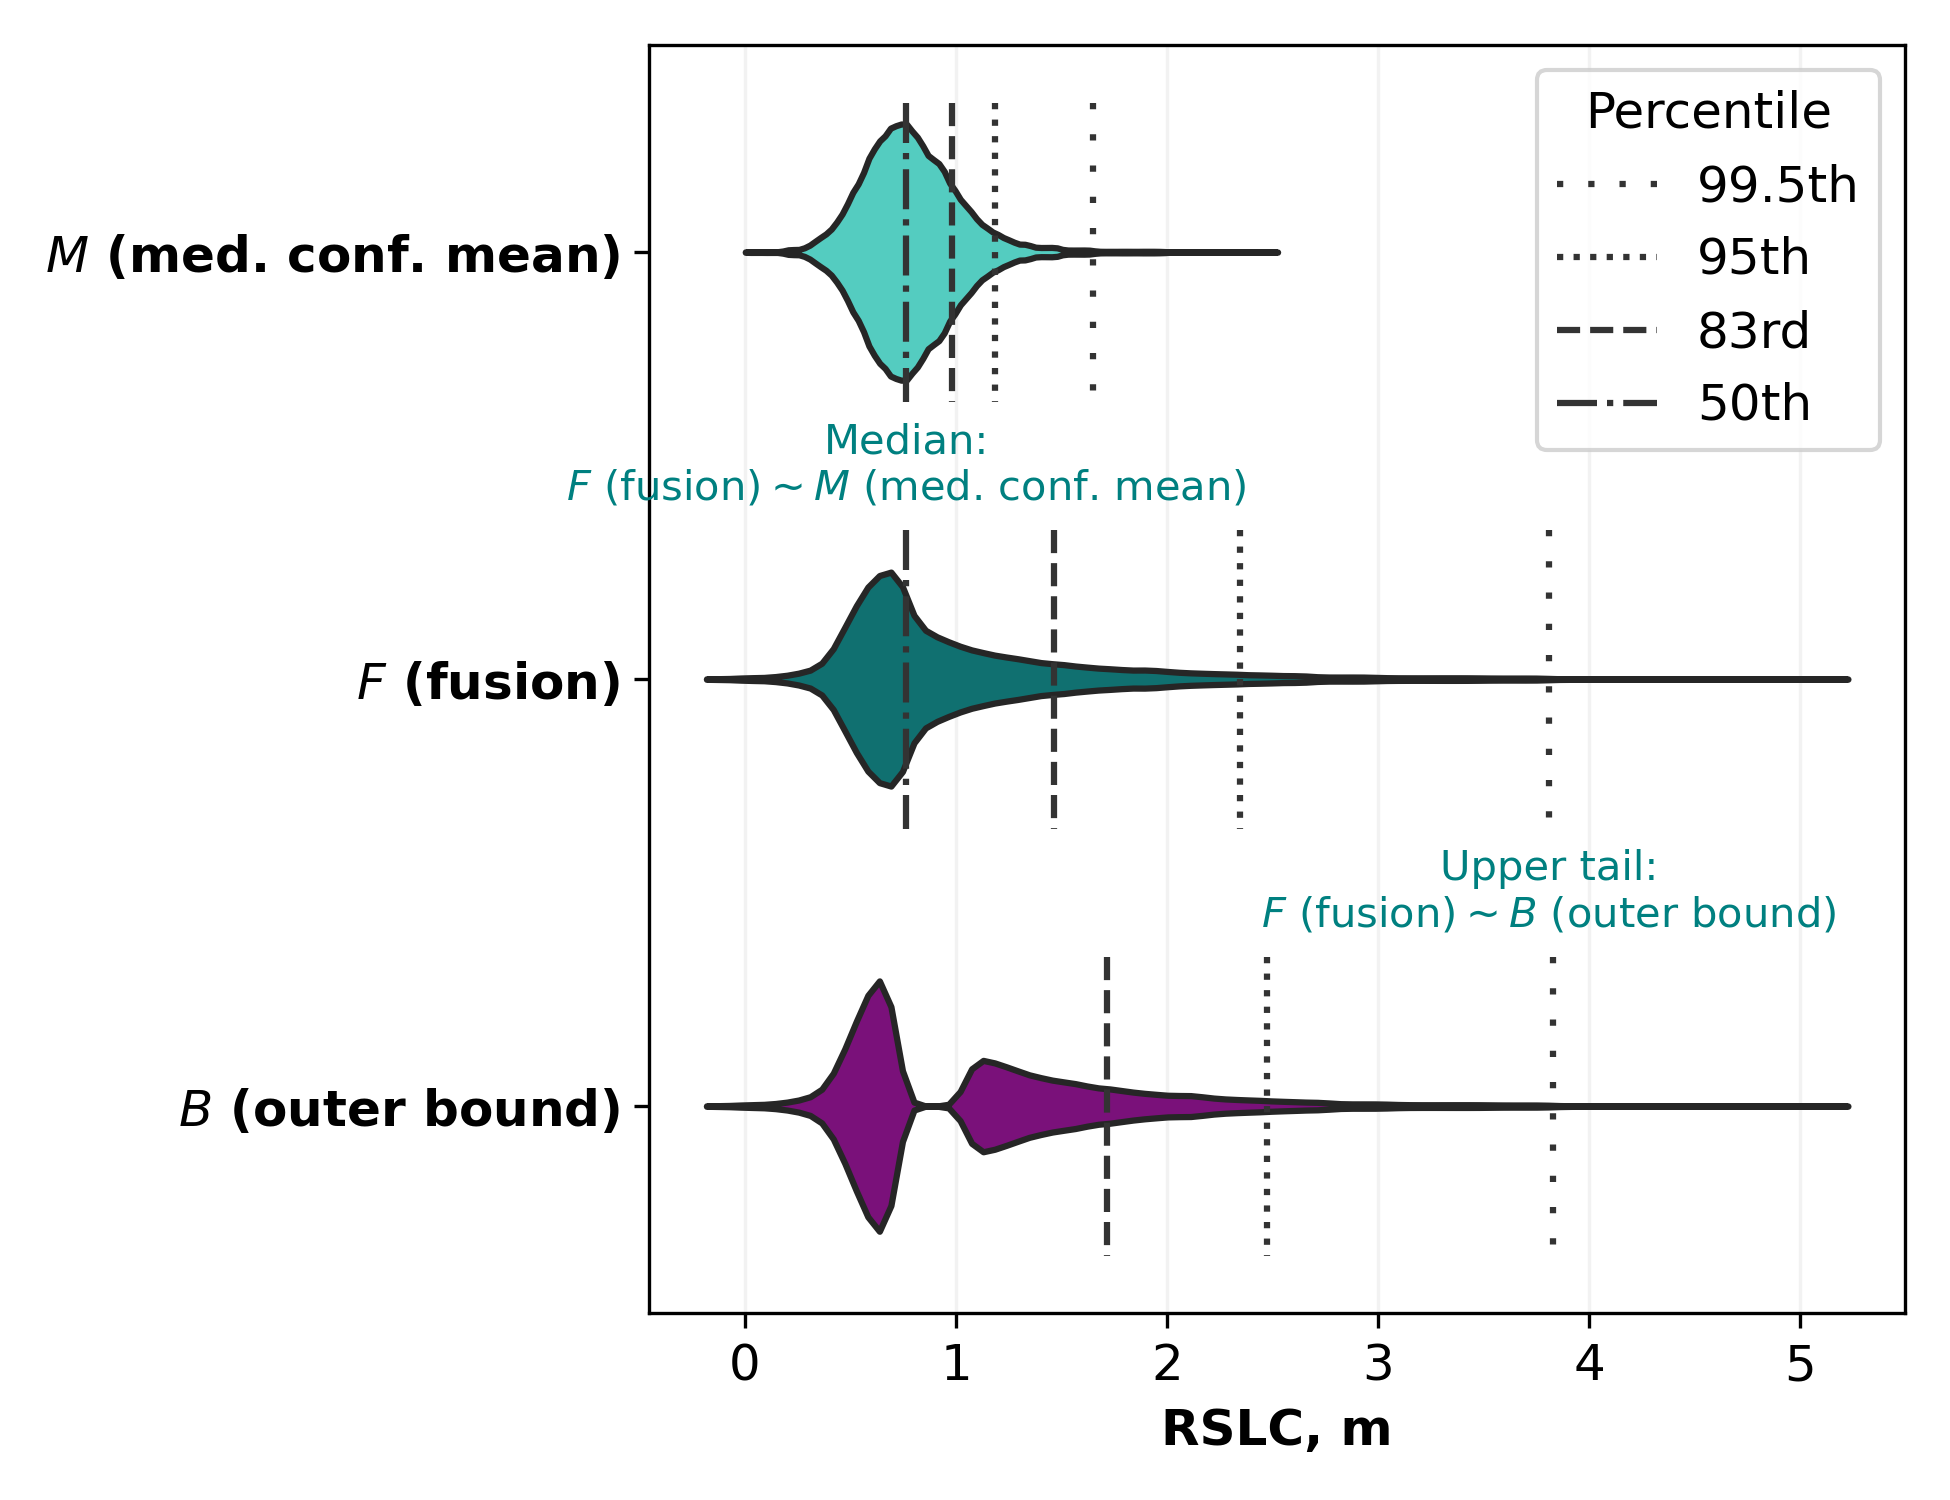 Percentile
99.5th
95th
83rd
50th
M (med. conf. mean)
Median:
F (fusion) ~ M (med. conf. mean)
F (fusion)
Upper tail:
F (fusion) ~ B (outer bound)
B (outer bound)
0 1 2 3 4 5
RSLC, m